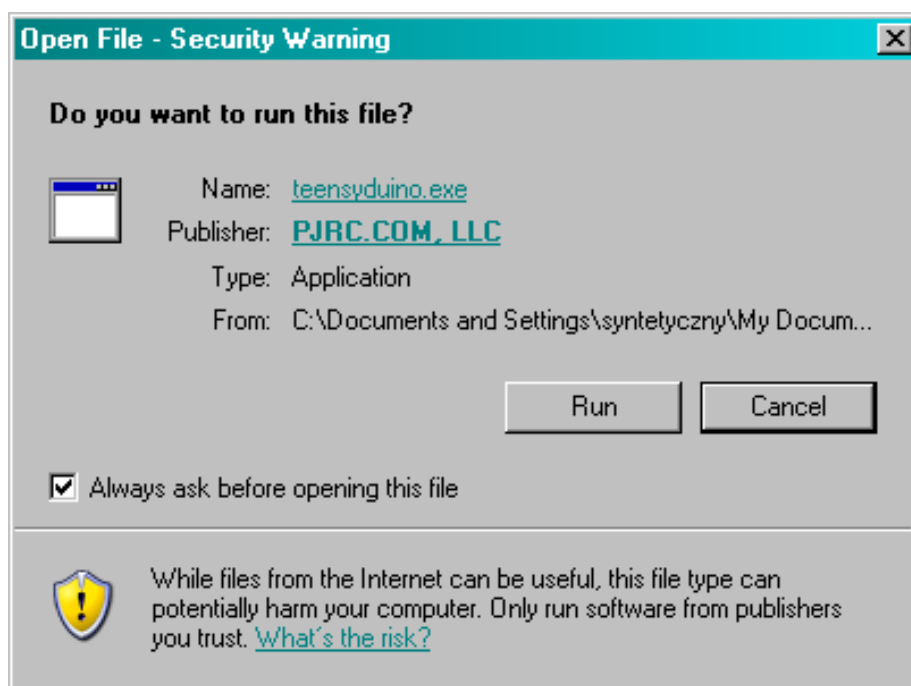 Open File - Security Warning
Do you want to run this file?
Name: teensyduino.exe
Publisher: PJRC.COM, LLC
Type: Application
From: C:\Documents and Settings\syntetyczny\My Docum...
Run Cancel
Always ask before opening this file
While files from the Internet can be useful, this file type can
potentially harm your computer. Only run software from publishers
you trust. What's the risk?